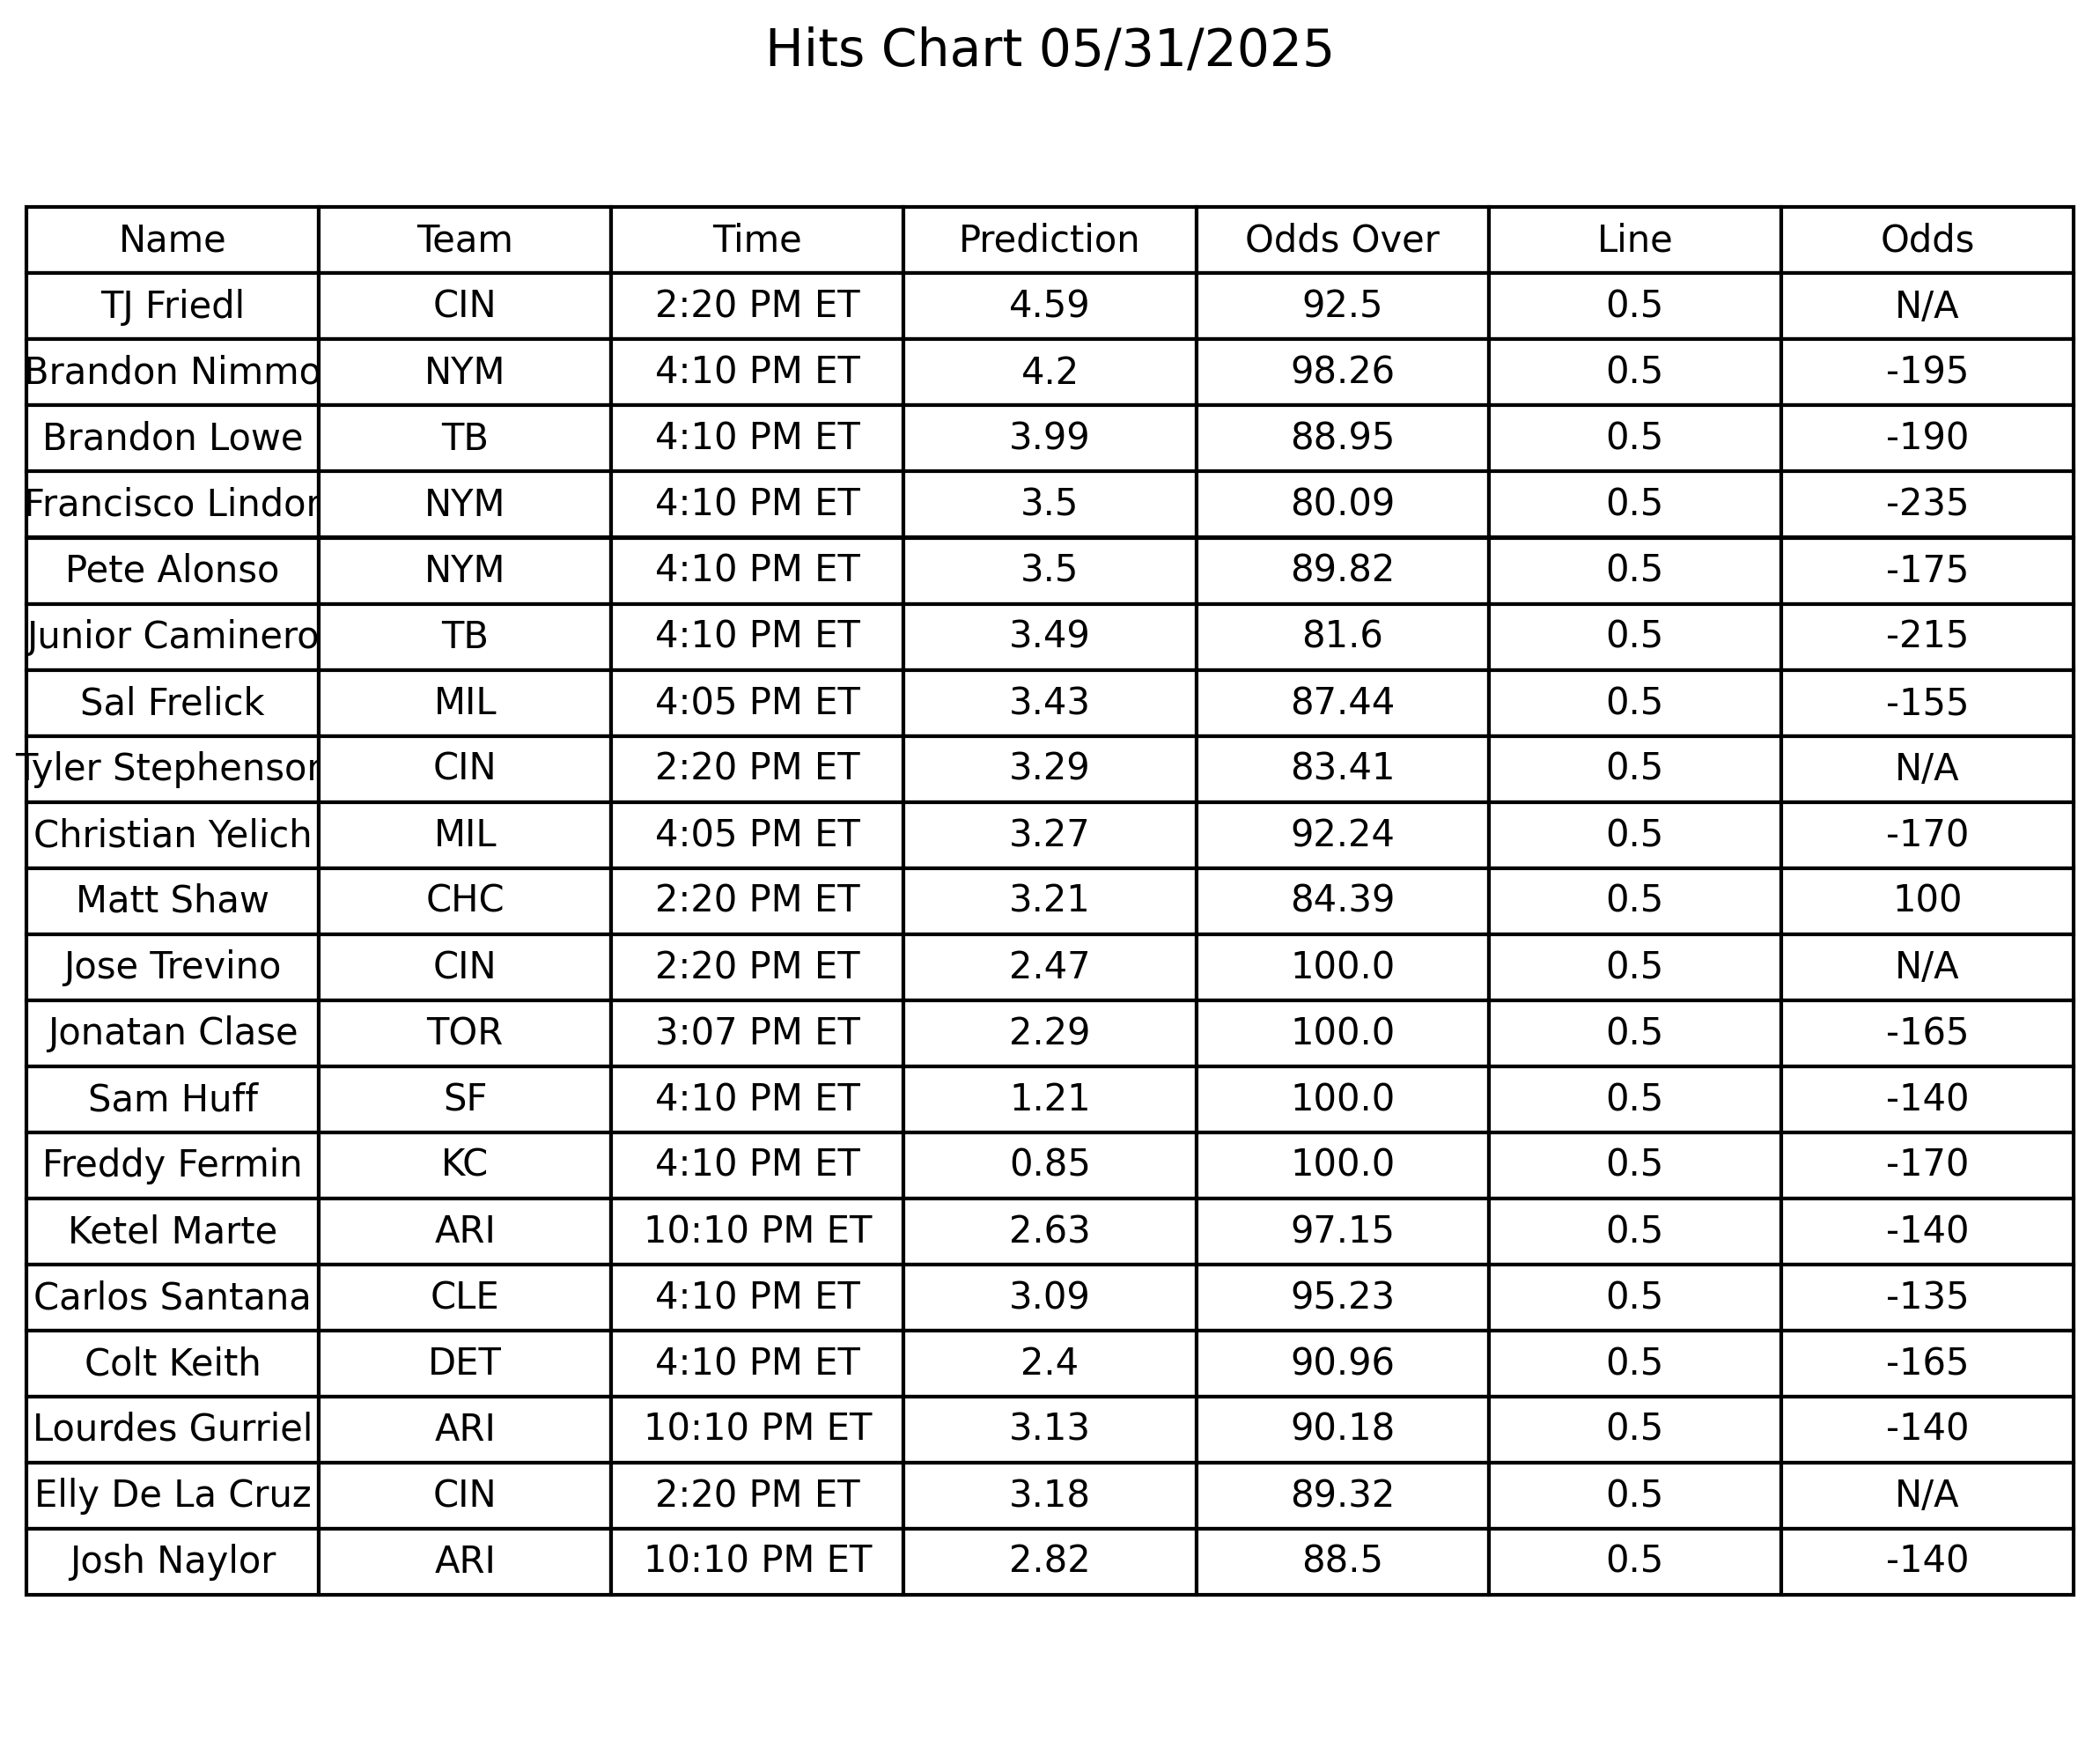 Hits Chart 05/31/2025
Name Team Time Prediction Odds Over Line Odds
TJ Friedl CIN 2:20 PM ET 4.59 92.5 0.5 N/A
Brandon Nimmo NYM 4:10 PM ET 4.2 98.26 0.5 -195
Brandon Lowe TB 4:10 PM ET 3.99 88.95 0.5 -190
Francisco Lindor NYM 4:10 PM ET 3.5 80.09 0.5 -235
Pete Alonso NYM 4:10 PM ET 3.5 89.82 0.5 -175
Junior Caminero TB 4:10 PM ET 3.49 81.6 0.5 -215
Sal Frelick MIL 4:05 PM ET 3.43 87.44 0.5 -155
Tyler Stephenson CIN 2:20 PM ET 3.29 83.41 0.5 N/A
Christian Yelich MIL 4:05 PM ET 3.27 92.24 0.5 -170
Matt Shaw CHC 2:20 PM ET 3.21 84.39 0.5 100
Jose Trevino CIN 2:20 PM ET 2.47 100.0 0.5 N/A
Jonatan Clase TOR 3:07 PM ET 2.29 100.0 0.5 -165
Sam Huff SF 4:10 PM ET 1.21 100.0 0.5 -140
Freddy Fermin KC 4:10 PM ET 0.85 100.0 0.5 -170
Ketel Marte ARI 10:10 PM ET 2.63 97.15 0.5 -140
Carlos Santana CLE 4:10 PM ET 3.09 95.23 0.5 -135
Colt Keith DET 4:10 PM ET 2.4 90.96 0.5 -165
Lourdes Gurriel ARI 10:10 PM ET 3.13 90.18 0.5 -140
Elly De La Cruz CIN 2:20 PM ET 3.18 89.32 0.5 N/A
Josh Naylor ARI 10:10 PM ET 2.82 88.5 0.5 -140